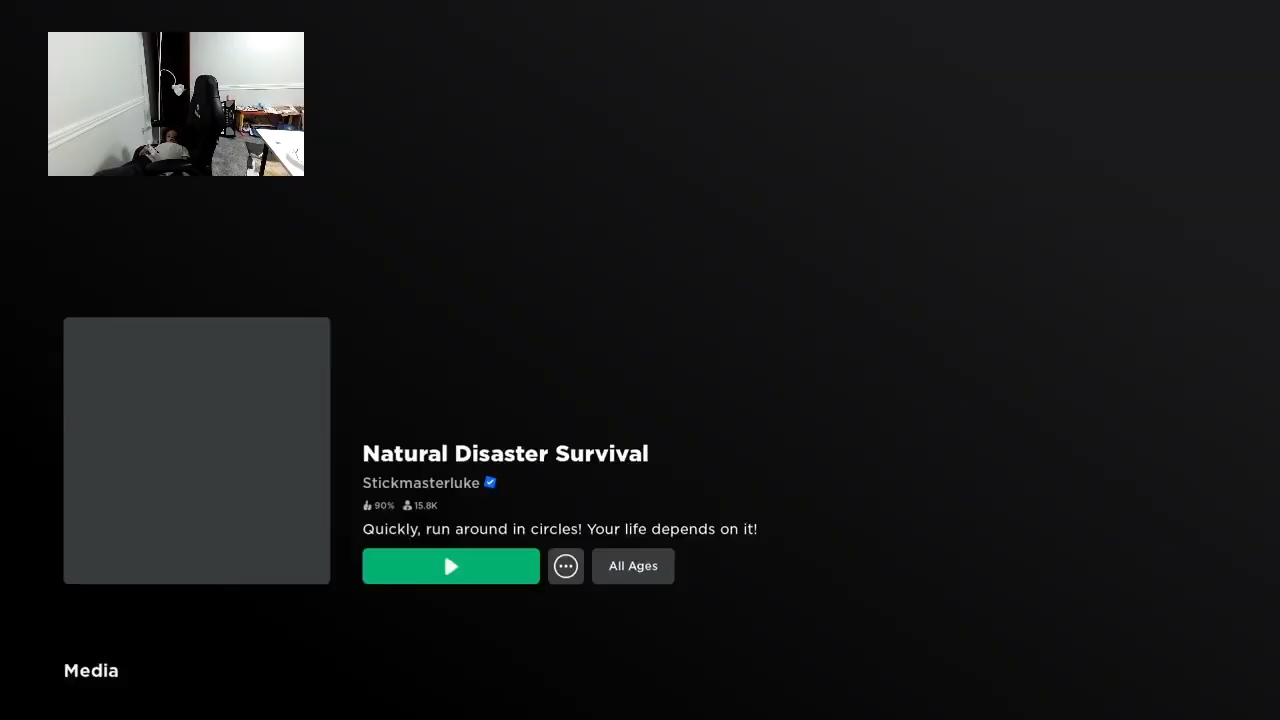 Natural Disaster Survival
Stickmasterluke
90% 15.8K
Quickly, run around in circles! Your life depends on it!
All Ages
Media